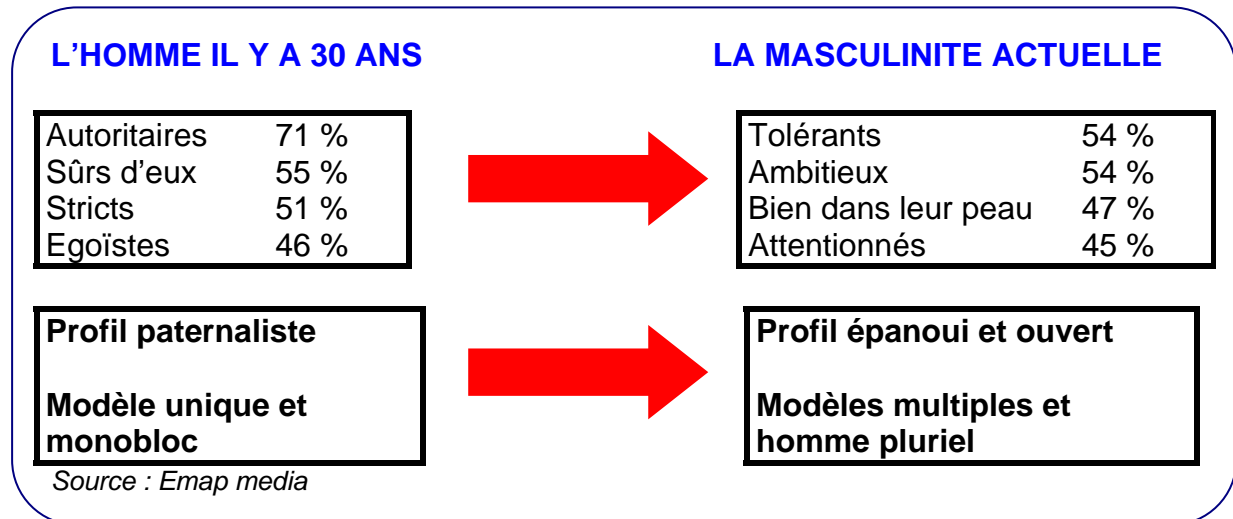 L'HOMME IL Y A 30 ANS
LA MASCULINITE ACTUELLE
Autoritaires 71 %
Sûrs d'eux 55 %
Stricts 51 %
Egoïstes 46 %
Tolérants 54 %
Ambitieux 54 %
Bien dans leur peau 47 %
Attentionnés 45 %
Profil paternaliste
Modèle unique et
monobloc
Profil épanoui et ouvert
Modèles multiples et
homme pluriel
Source : Emap media